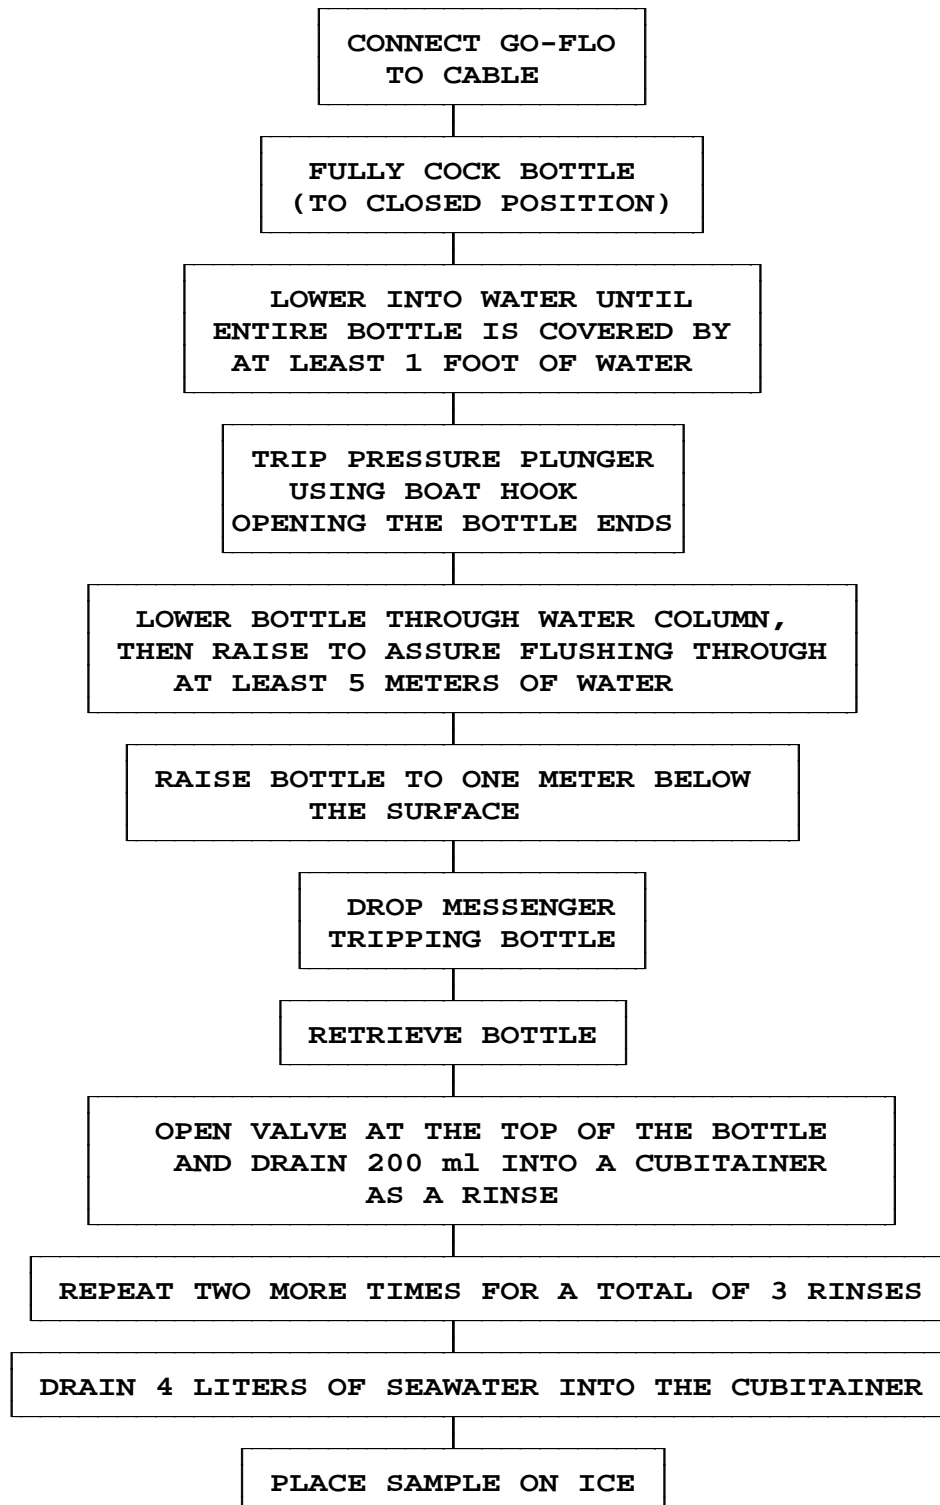 CONNECT GO-FLO
TO CABLE
FULLY COCK BOTTLE
(TO CLOSED POSITION)
LOWER INTO WATER UNTIL
ENTIRE BOTTLE IS COVERED BY
AT LEAST 1 FOOT OF WATER
TRIP PRESSURE PLUNGER
USING BOAT HOOK
OPENING THE BOTTLE ENDS
LOWER BOTTLE THROUGH WATER COLUMN,
THEN RAISE TO ASSURE FLUSHING THROUGH
AT LEAST 5 METERS OF WATER
RAISE BOTTLE TO ONE METER BELOW
THE SURFACE
DROP MESSENGER
TRIPPING BOTTLE
RETRIEVE BOTTLE
OPEN VALVE AT THE TOP OF THE BOTTLE
AND DRAIN 200 ml INTO A CUBITAINER
AS A RINSE
REPEAT TWO MORE TIMES FOR A TOTAL OF 3 RINSES
DRAIN 4 LITERS OF SEAWATER INTO THE CUBITAINER
PLACE SAMPLE ON ICE